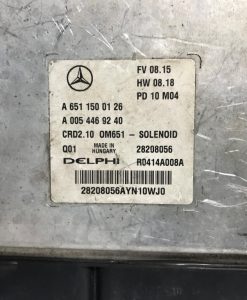 FV 08.15
HW 08.18
PD 10 M04
A 651 150 01 26
A 005 446 92 40
CRD2.10 OM651 - SOLENOID
Q01 MADE IN HUNGARY 28208056
DELPHI R0414A008A
28208056AYN10WJ0